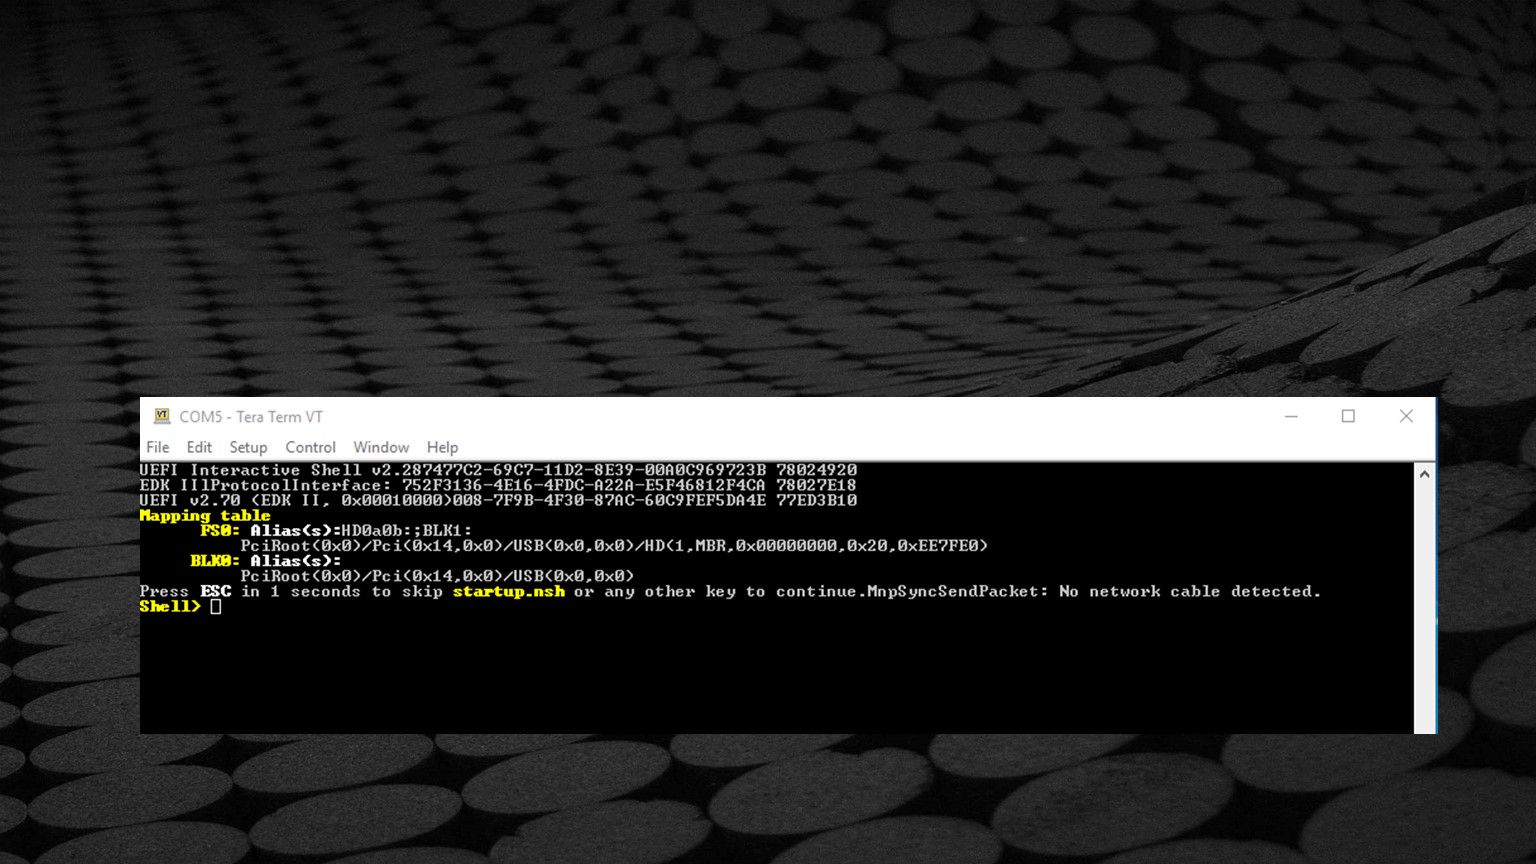 COM5 - Tera Term VT
File Edit Setup Control Window Help
UEFI Interactive Shell v2.287477C2-69C7-11D2-8E39-00A0C969723B 78024920
EDK IIlProtocolInterface: 752F3136-4E16-4FDC-A22A-E5F46812F4CA 78027E18
UEFI v2.70 (EDK II, 0x00010000)008-7F9B-4F30-87AC-60C9FEF5DA4E 77ED3B10
Mapping table
FS0: Alias(s):HD0a0b:;BLK1:
PciRoot(0x0)/Pci(0x14,0x0)/USB(0x0,0x0)/HD(1,MBR,0x00000000,0x20,0xEE7FE0)
BLK0: Alias(s):
PciRoot(0x0)/Pci(0x14,0x0)/USB(0x0,0x0)
Press ESC in 1 seconds to skip startup.nsh or any other key to continue.MnpSyncSendPacket: No network cable detected.
Shell>